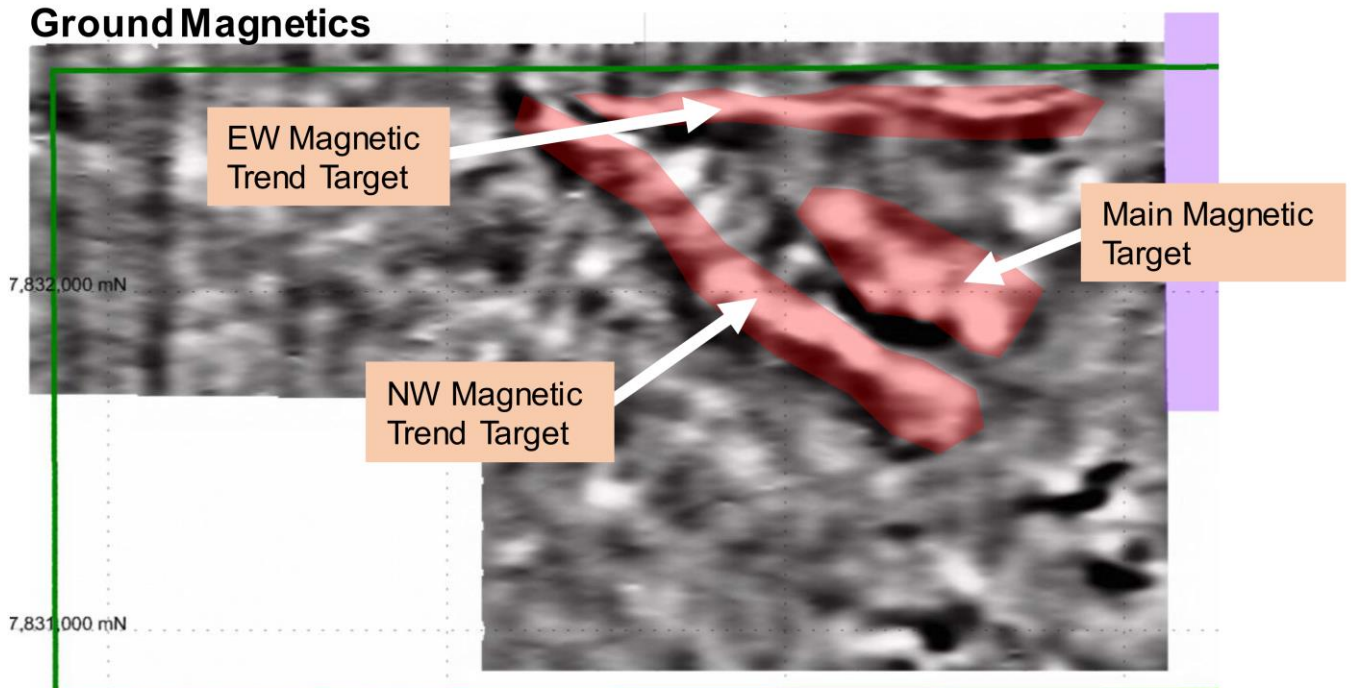 Ground Magnetics
EW Magnetic
Trend Target
Main Magnetic
Target
7,832,000 mN
NW Magnetic
Trend Target
7,831,000 mN